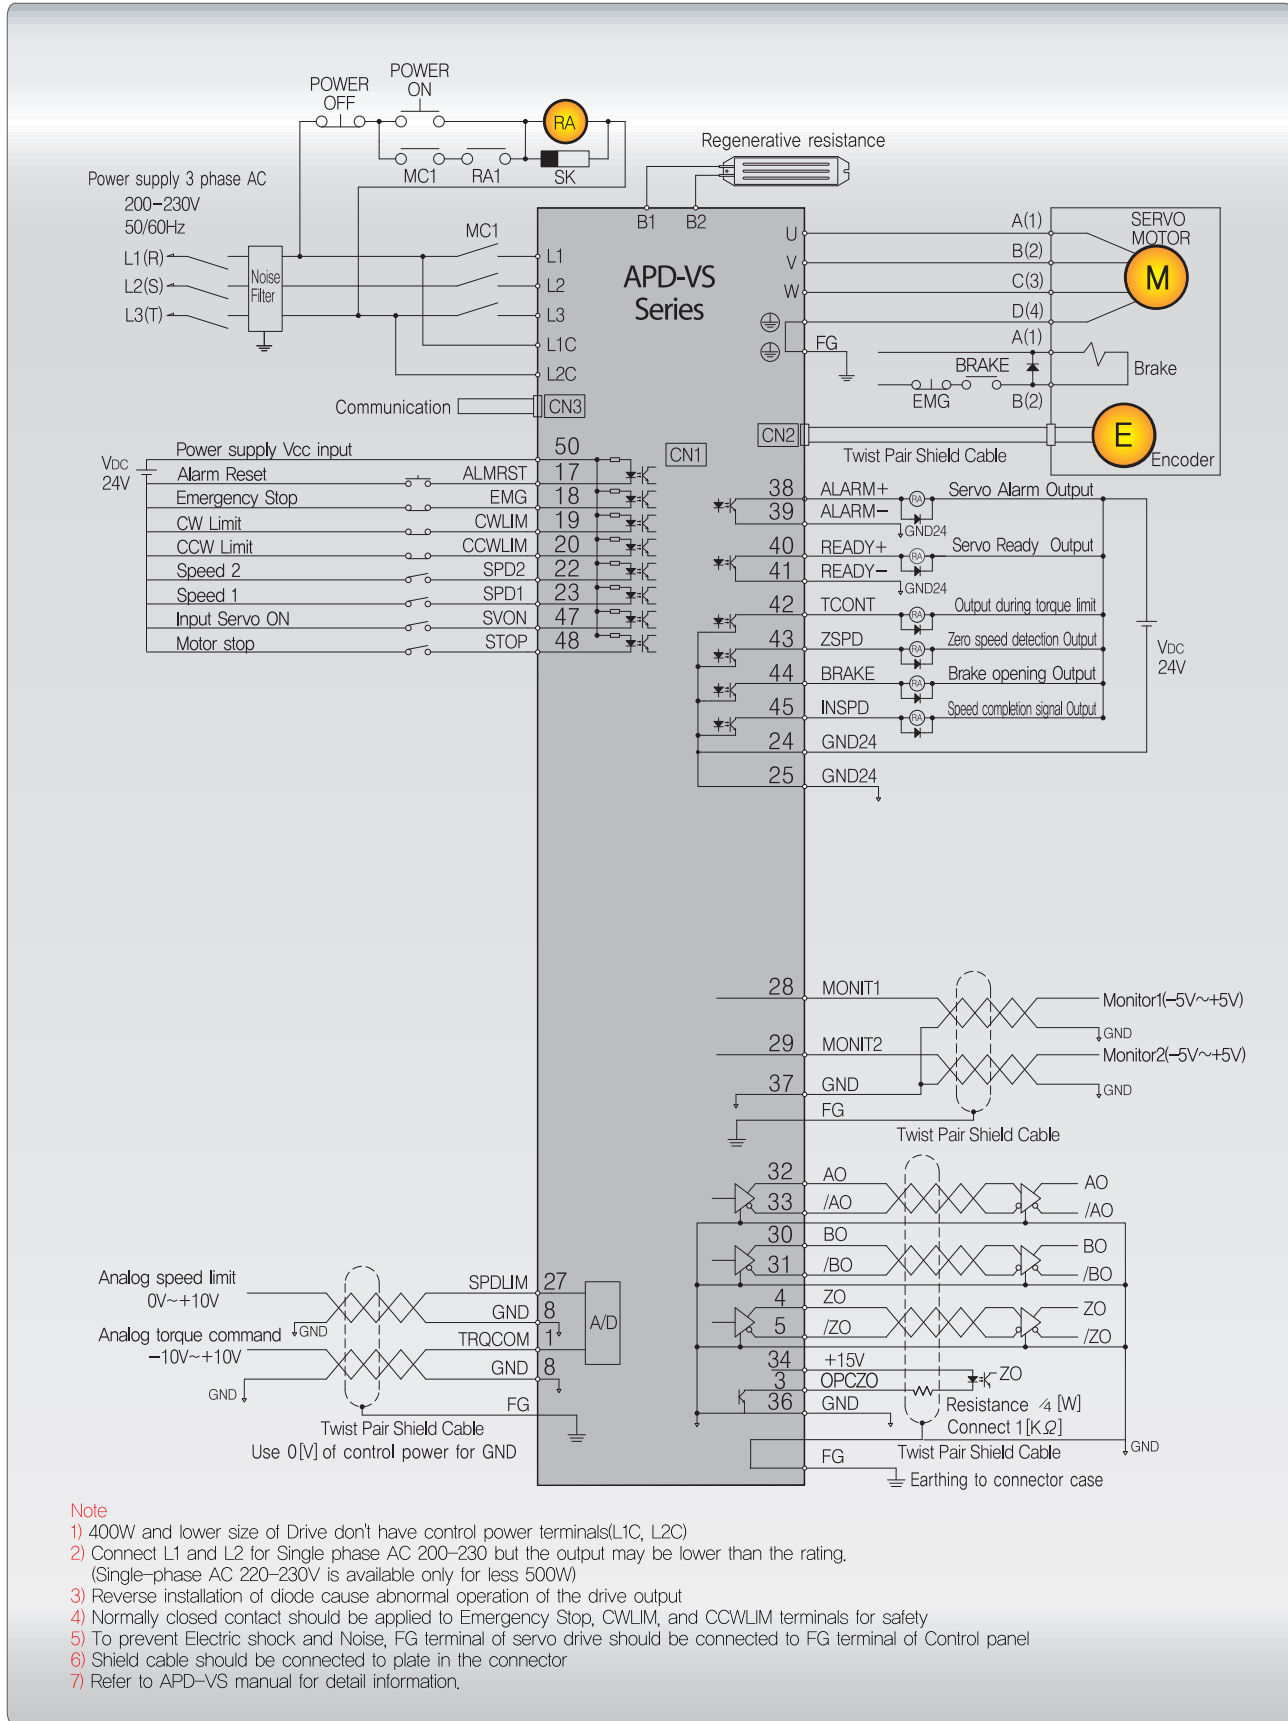 POWER OFF
POWER ON
RA
MC1
RA1
SK
Regenerative resistance
Power supply 3 phase AC
200-230V
50/60Hz
MC1
B1
B2
L1(R)
L2(S)
L3(T)
Noise Filter
L1
L2
L3
L1C
L2C
APD-VS
Series
U
V
W
FG
A(1)
B(2)
C(3)
D(4)
SERVO MOTOR
M
A(1)
BRAKE
EMG
B(2)
Brake
Communication
CN3
CN2
Twist Pair Shield Cable
E
Encoder
CN1
VDC
24V
Power supply Vcc input 50
Alarm Reset ALMRST 17
Emergency Stop EMG 18
CW Limit CWLIM 19
CCW Limit CCWLIM 20
Speed 2 SPD2 22
Speed 1 SPD1 23
Input Servo ON SVON 47
Motor stop STOP 48
38 ALARM+ RA Servo Alarm Output
39 ALARM- GND24
40 READY+ RA Servo Ready Output
41 READY- GND24
42 TCONT RA Output during torque limit
43 ZSPD RA Zero speed detection Output
44 BRAKE RA Brake opening Output
45 INSPD RA Speed completion signal Output
24 GND24
25 GND24
VDC
24V
28 MONIT1 Monitor1(-5V~+5V)
GND
29 MONIT2 Monitor2(-5V~+5V)
37 GND GND
FG
Twist Pair Shield Cable
32 AO AO
33 /AO /AO
30 BO BO
31 /BO /BO
4 ZO ZO
5 /ZO /ZO
34 +15V
ZO
3 OPCZO
36 GND
Resistance ¼ [W]
Connect 1[KΩ]
Twist Pair Shield Cable
GND
FG
Earthing to connector case
Analog speed limit
0V~+10V
SPDLIM 27
GND 8
GND
A/D
Analog torque command
-10V~+10V
TRQCOM 1
GND 8
GND
FG
Twist Pair Shield Cable
Use 0[V] of control power for GND
Note
1) 400W and lower size of Drive don't have control power terminals(L1C, L2C)
2) Connect L1 and L2 for Single phase AC 200-230 but the output may be lower than the rating.
(Single-phase AC 220-230V is available only for less 500W)
3) Reverse installation of diode cause abnormal operation of the drive output
4) Normally closed contact should be applied to Emergency Stop, CWLIM, and CCWLIM terminals for safety
5) To prevent Electric shock and Noise, FG terminal of servo drive should be connected to FG terminal of Control panel
6) Shield cable should be connected to plate in the connector
7) Refer to APD-VS manual for detail information.